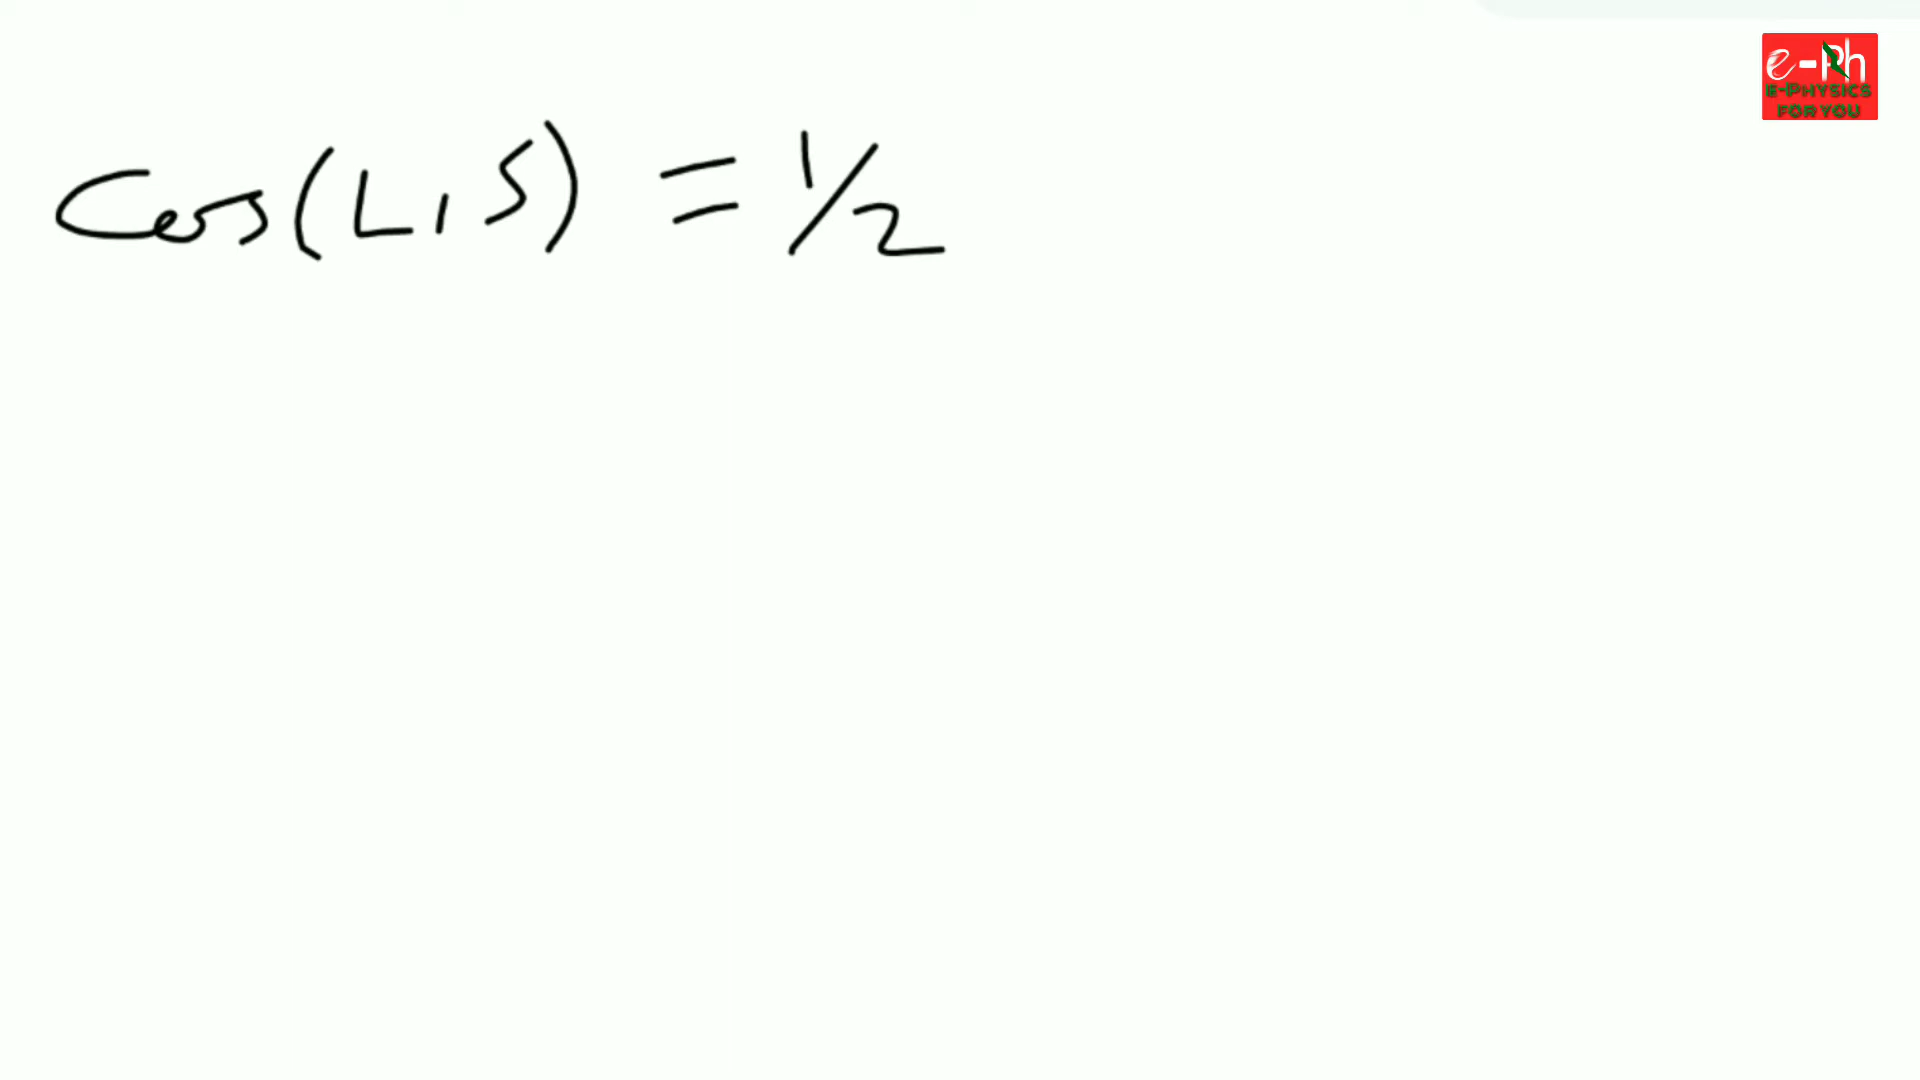 e-Ph
E-PHYSICS
FOR YOU
Cos(L,S) = 1/2